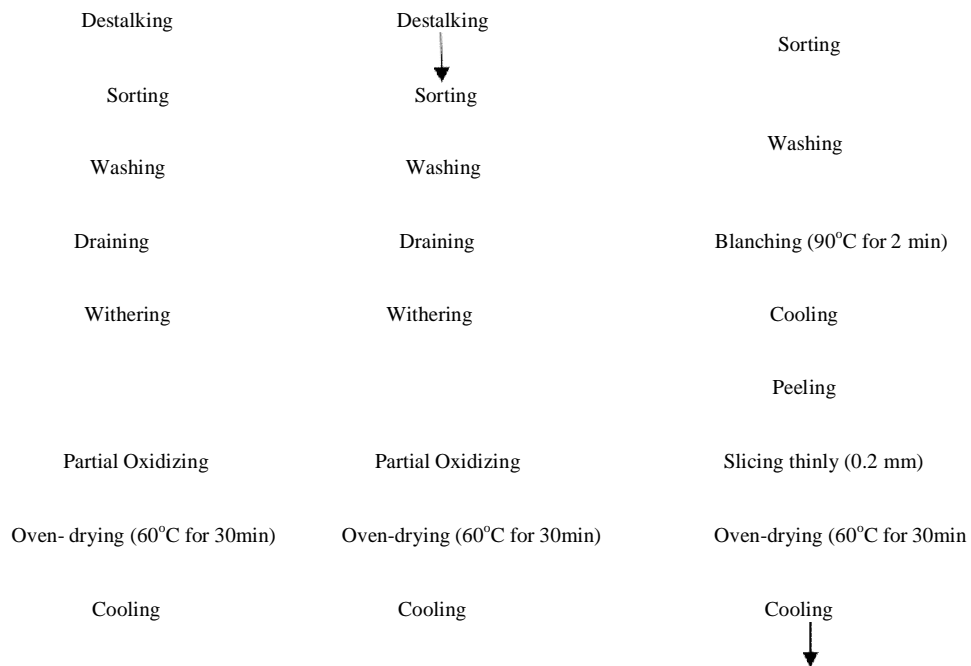 Destalking
Sorting
Washing
Draining
Withering
Partial Oxidizing
Oven- drying (60°C for 30min)
Cooling
Destalking
Sorting
Washing
Draining
Withering
Partial Oxidizing
Oven-drying (60°C for 30min)
Cooling
Sorting
Washing
Blanching (90°C for 2 min)
Cooling
Peeling
Slicing thinly (0.2 mm)
Oven-drying (60°C for 30min
Cooling